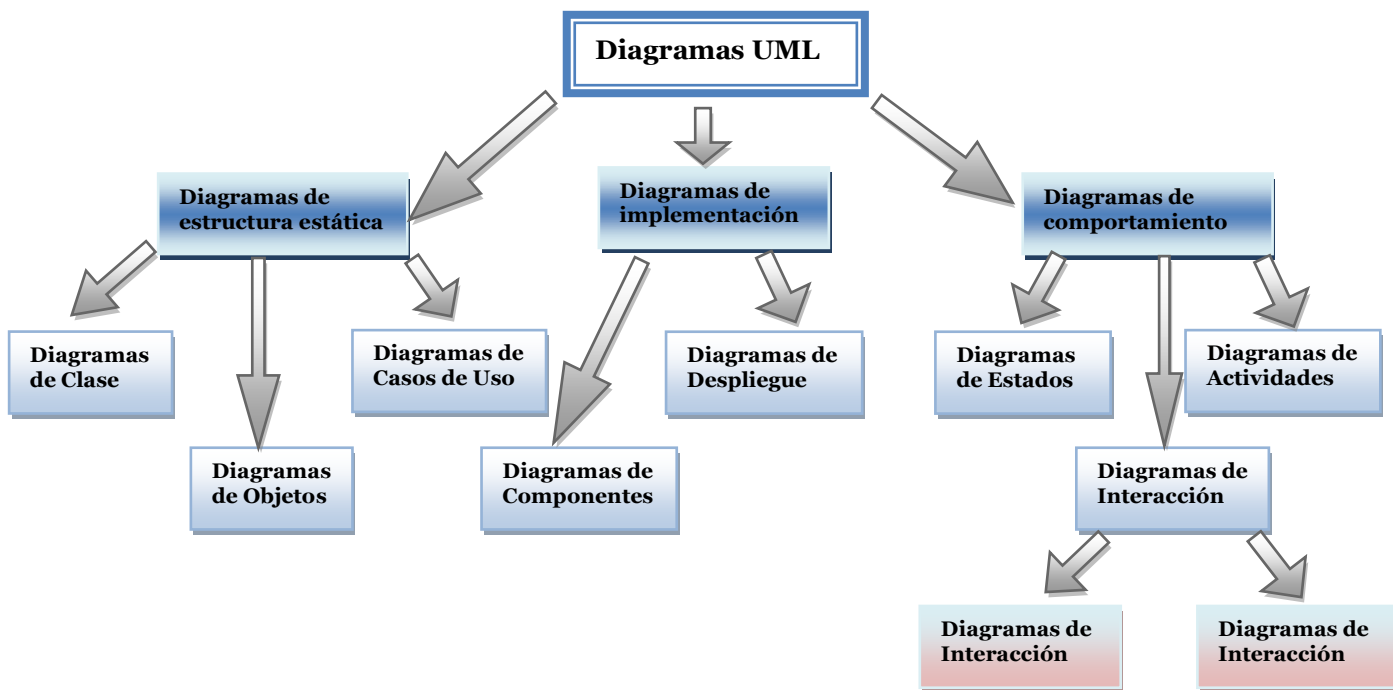 Diagramas UML
Diagramas de
estructura estática
Diagramas de
implementación
Diagramas de
comportamiento
Diagramas
de Clase
Diagramas de
Casos de Uso
Diagramas de
Despliegue
Diagramas
de Estados
Diagramas de
Actividades
Diagramas
de Objetos
Diagramas de
Componentes
Diagramas de
Interacción
Diagramas de
Interacción
Diagramas de
Interacción